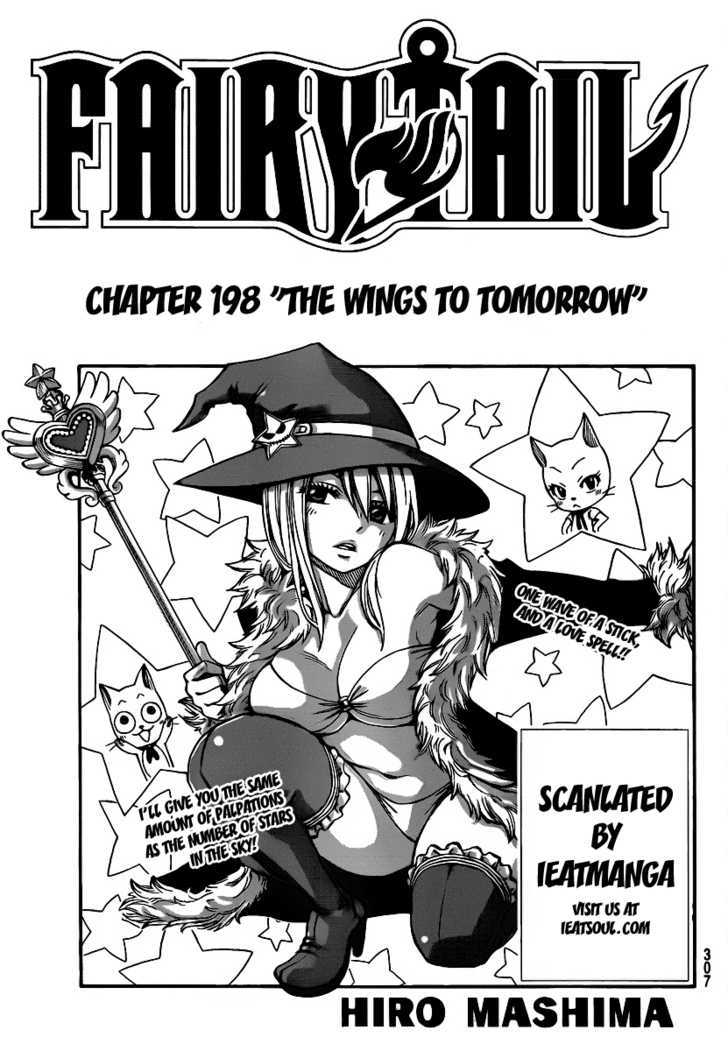 FAIRY TAIL
CHAPTER 198 "THE WINGS TO TOMORROW"
ONE WAVE OF A STICK,
AND A LOVE SPELL!!
I'LL GIVE YOU THE SAME
AMOUNT OF PALPATIONS
AS THE NUMBER OF STARS
IN THE SKY!
SCANLATED
BY
IEATMANGA
VISIT US AT
IEATSOUL.COM
307
HIRO MASHIMA